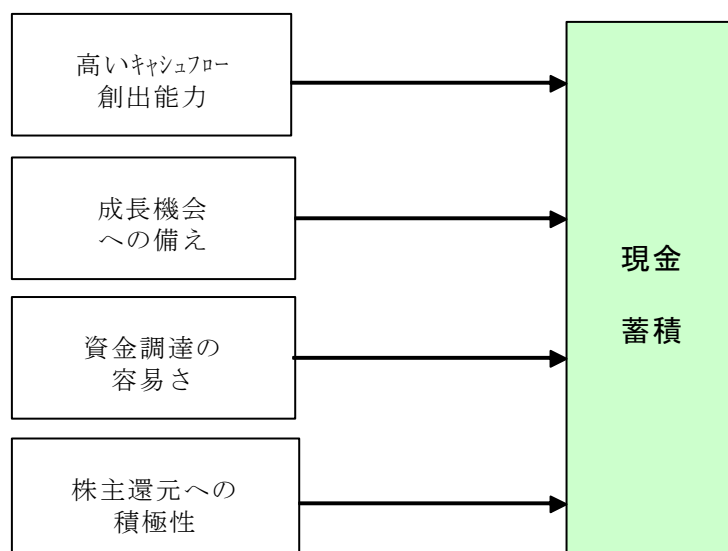 高いｷｬｼｭﾌﾛｰ
創出能力
成長機会
への備え
資金調達の
容易さ
株主還元への
積極性
現金
蓄積